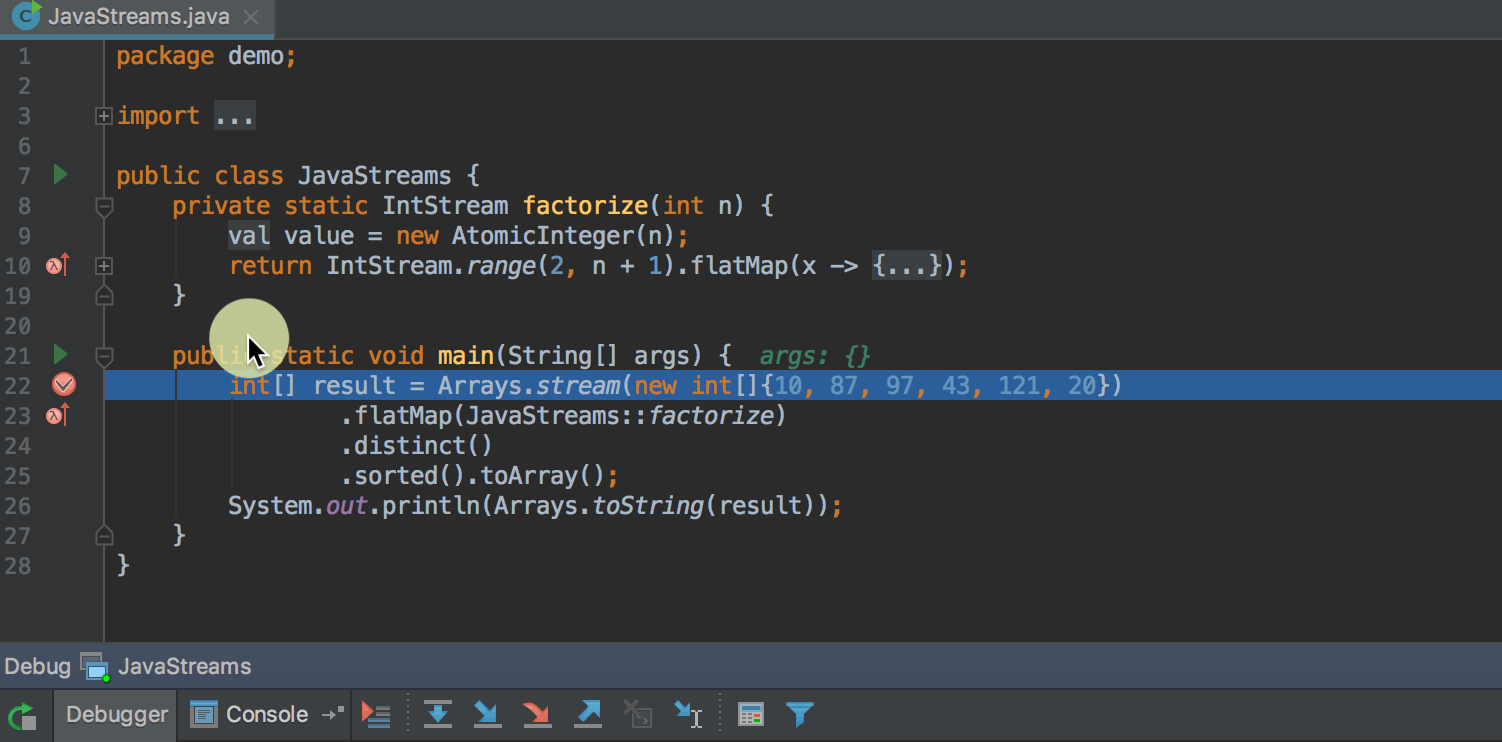 JavaStreams.java
1 package demo;
2
3 import ...
6
7 public class JavaStreams {
8 private static IntStream factorize(int n) {
9 val value = new AtomicInteger(n);
10 return IntStream.range(2, n + 1).flatMap(x -> {...});
19 }
20
21 public static void main(String[] args) { args: {}
22 int[] result = Arrays.stream(new int[]{10, 87, 97, 43, 121, 20})
23 .flatMap(JavaStreams::factorize)
24 .distinct()
25 .sorted().toArray();
26 System.out.println(Arrays.toString(result));
27 }
28 }
Debug JavaStreams
Debugger Console